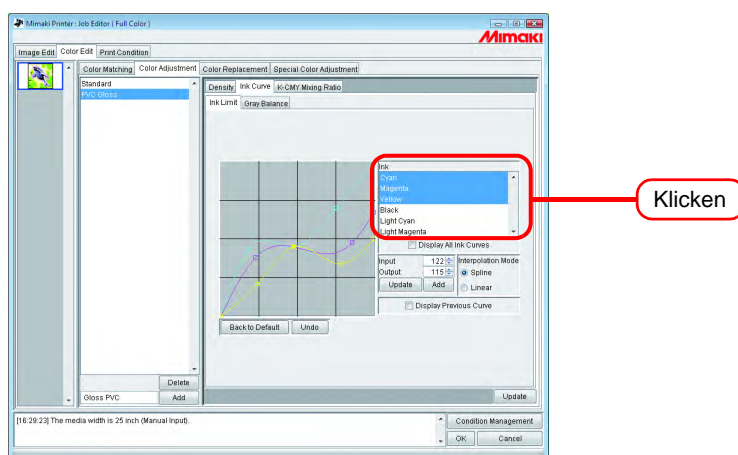 Mimaki Printer : Job Editor ( Full Color )
Mimaki
Image Edit Color Edit Print Condition
Color Matching Color Adjustment Color Replacement Special Color Adjustment
Standard
PVC Gloss
Density Ink Curve K-CMY Mixing Ratio
Ink Limit Gray Balance
Ink
Cyan
Magenta
Yellow
Black
Light Cyan
Light Magenta
Klicken
Display All Ink Curves
Input 122 Interpolation Mode
Output 115 Spline
Update Add Linear
Display Previous Curve
Back to Default Undo
Delete
Gloss PVC Add
Update
[16:29:23] The media width is 25 inch (Manual Input).
Condition Management
OK Cancel